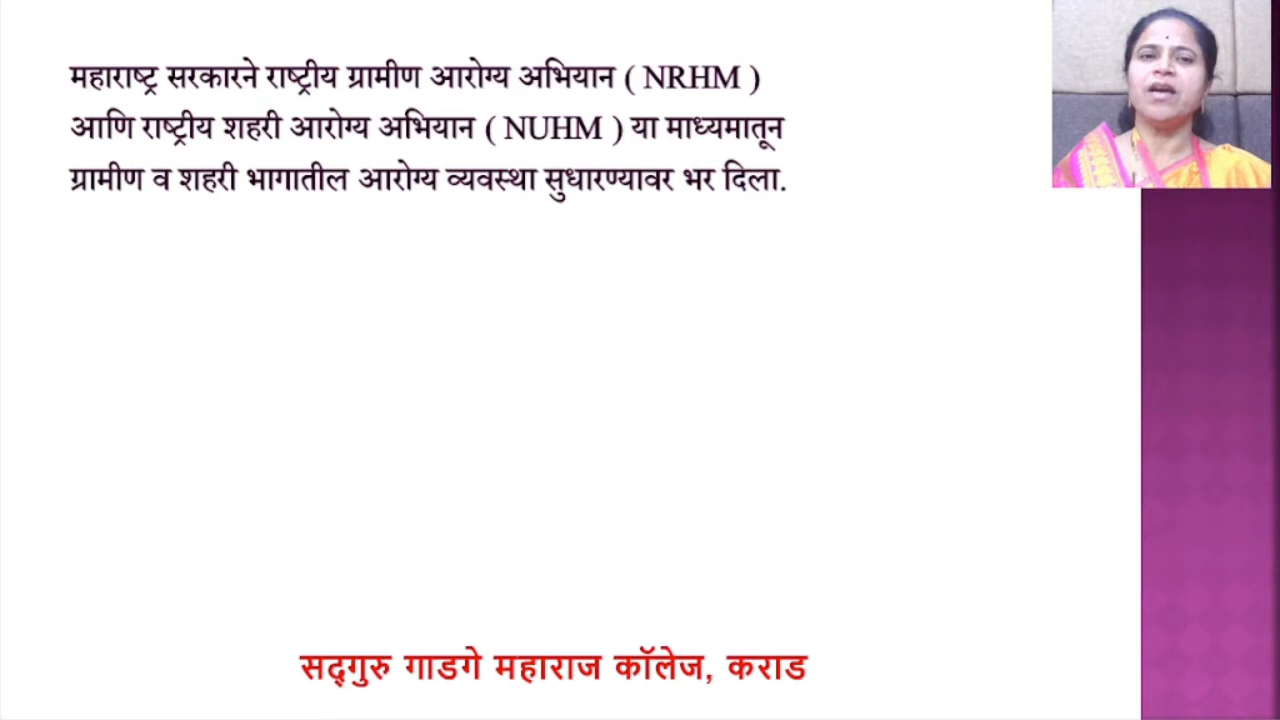 महाराष्ट्र सरकारने राष्ट्रीय ग्रामीण आरोग्य अभियान ( NRHM )
आणि राष्ट्रीय शहरी आरोग्य अभियान ( NUHM ) या माध्यमातून
ग्रामीण व शहरी भागातील आरोग्य व्यवस्था सुधारण्यावर भर दिला.
सद्‌गुरु गाडगे महाराज कॉलेज, कराड